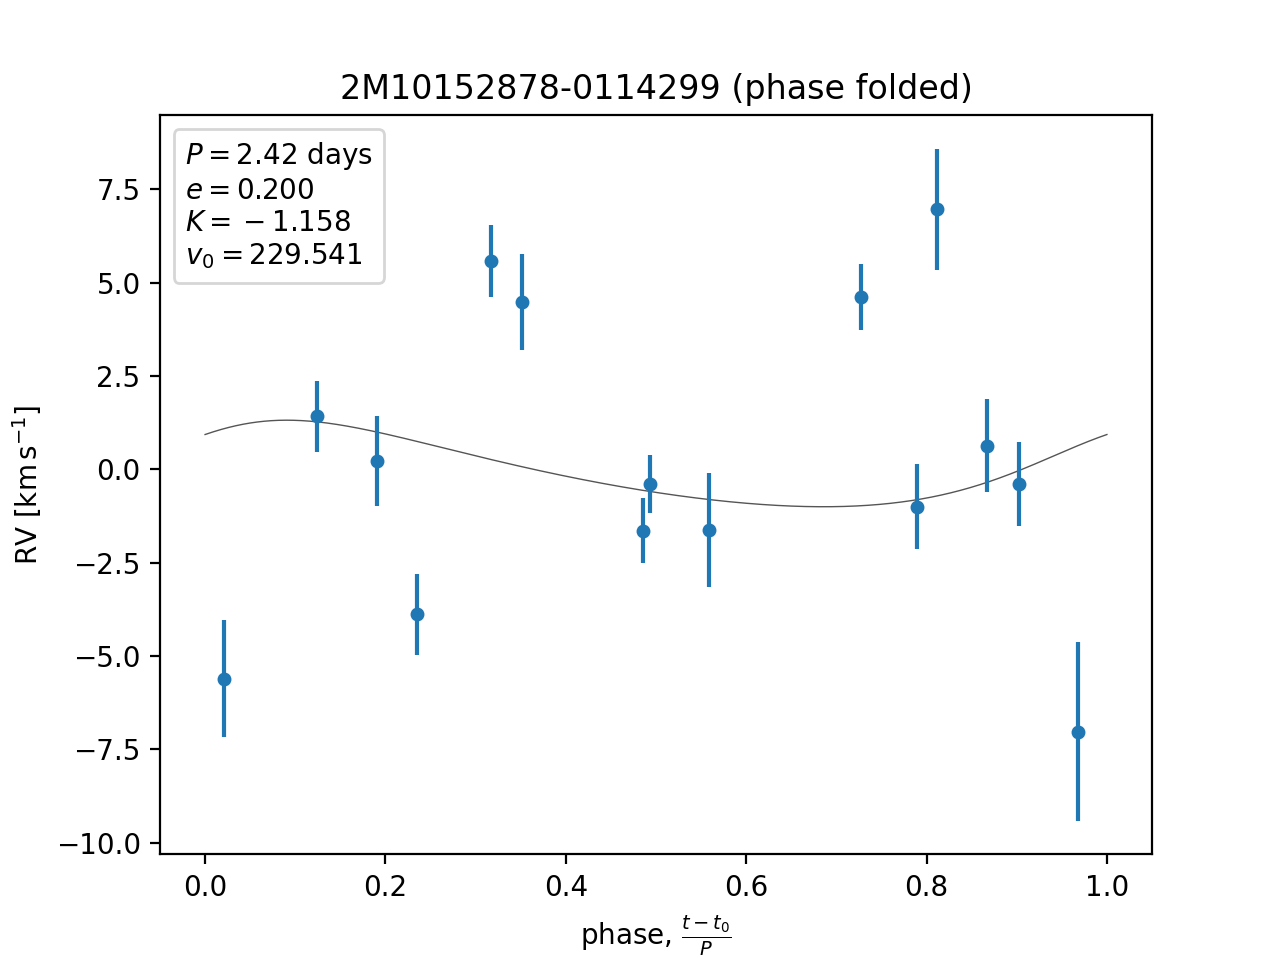 2M10152878-0114299 (phase folded)
P = 2.42 days
e = 0.200
K = −1.158
v₀ = 229.541
7.5
5.0
2.5
0.0
−2.5
−5.0
−7.5
−10.0
RV [km s⁻¹]
0.0 0.2 0.4 0.6 0.8 1.0
phase, (t − t₀)/P